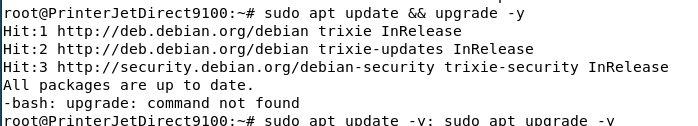 root@PrinterJetDirect9100:~# sudo apt update && upgrade -y
Hit:1 http://deb.debian.org/debian trixie InRelease
Hit:2 http://deb.debian.org/debian trixie-updates InRelease
Hit:3 http://security.debian.org/debian-security trixie-security InRelease
All packages are up to date.
-bash: upgrade: command not found
root@PrinterJetDirect9100:~# sudo apt update -y; sudo apt upgrade -y